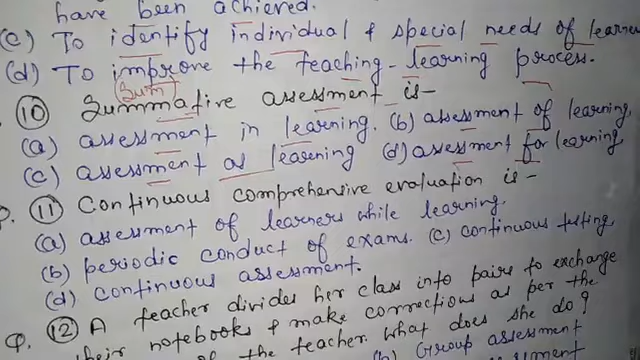 have been achieved.
(c) To identify individual & special needs of learner
(d) To improve the teaching - learning process.
(Sum)
10 Summative assessment is -
(a) assessment in learning. (b) assessment of learning,
(c) assessment as learning (d) assessment for learning,
11 Continuous comprehensive evaluation is -
(a) assesment of learners while learning.
(b) periodic conduct of exams. (c) continuous testing
(d) continuous assessment.
Q. 12 A teacher divides her class into pairs to exchange
their notebooks & make corrections as per the
of the teacher. What does she do?
(b) Group assessment